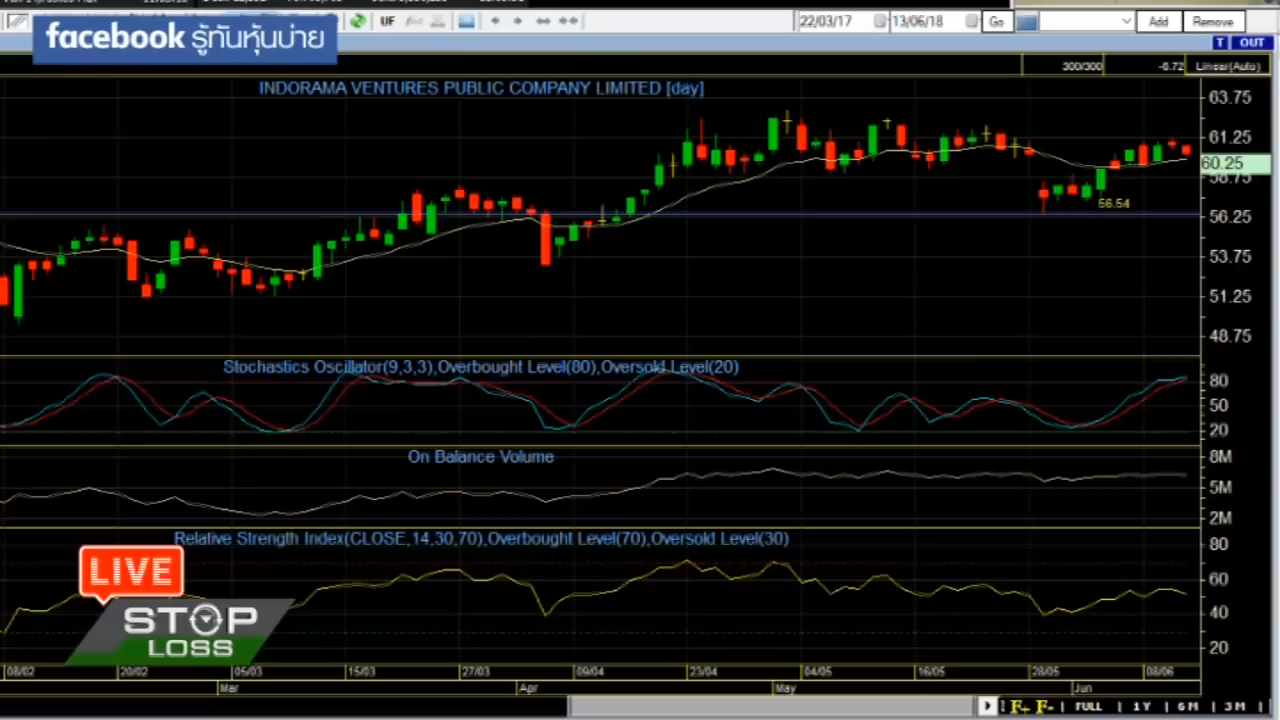 UF
22/03/17
13/06/18
Go
Add
Remove
facebook รู้ทันหุ้นบ่าย
T
OUT
300/300
-6.72
Linear(Auto)
INDORAMA VENTURES PUBLIC COMPANY LIMITED [day]
63.75
61.25
60.25
58.75
56.54
56.25
53.75
51.25
48.75
Stochastics Oscillator(9,3,3),Overbought Level(80),Oversold Level(20)
80
50
20
On Balance Volume
8M
5M
2M
Relative Strength Index(CLOSE,14,30,70),Overbought Level(70),Oversold Level(30)
80
60
40
20
LIVE
STOP
LOSS
08/02
20/02
05/03
15/03
27/03
09/04
23/04
04/05
16/05
28/05
08/06
Mar
Apr
May
Jun
F+ F- | FULL | 1Y | 6M | 3M |